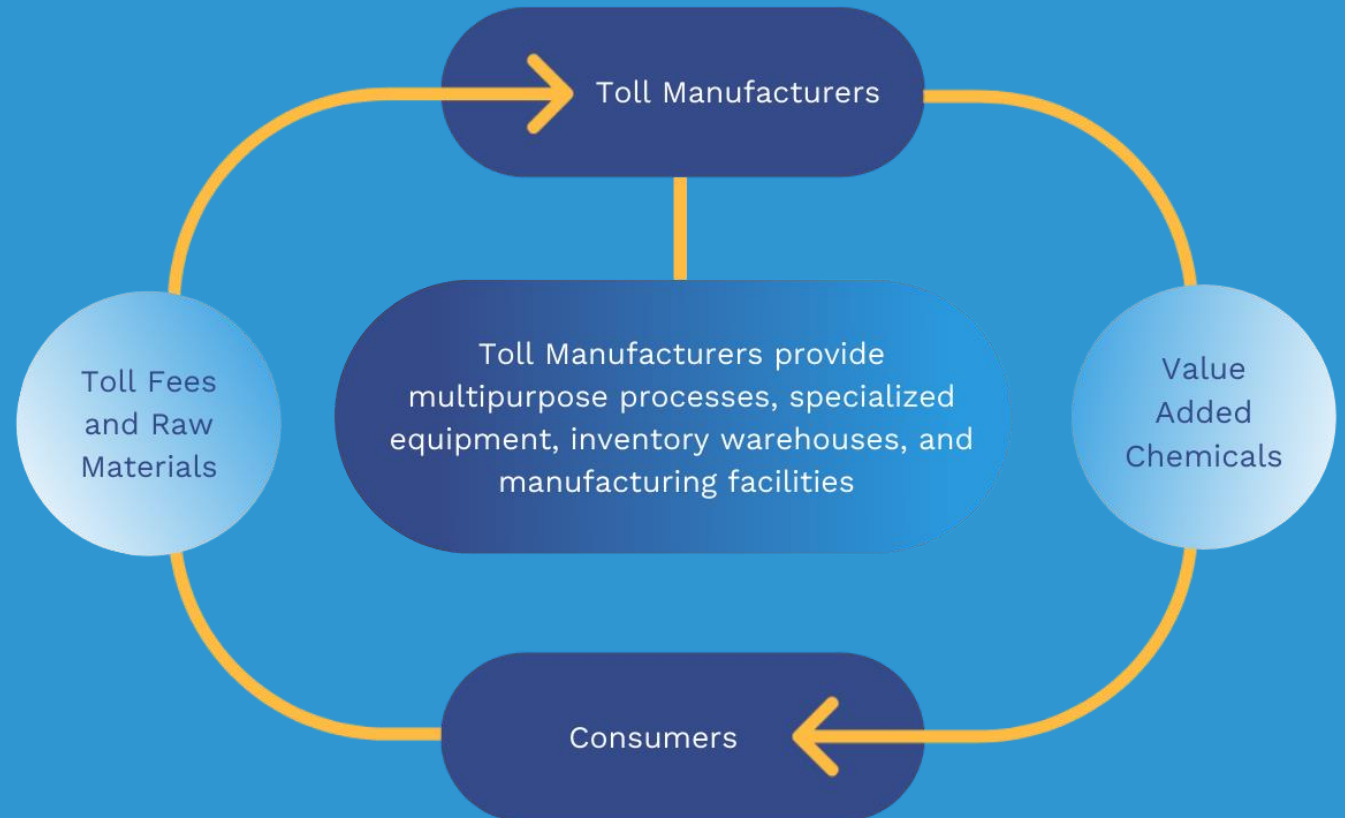 Toll Manufacturers
Toll Fees
and Raw
Materials
Toll Manufacturers provide
multipurpose processes, specialized
equipment, inventory warehouses, and
manufacturing facilities
Value
Added
Chemicals
Consumers